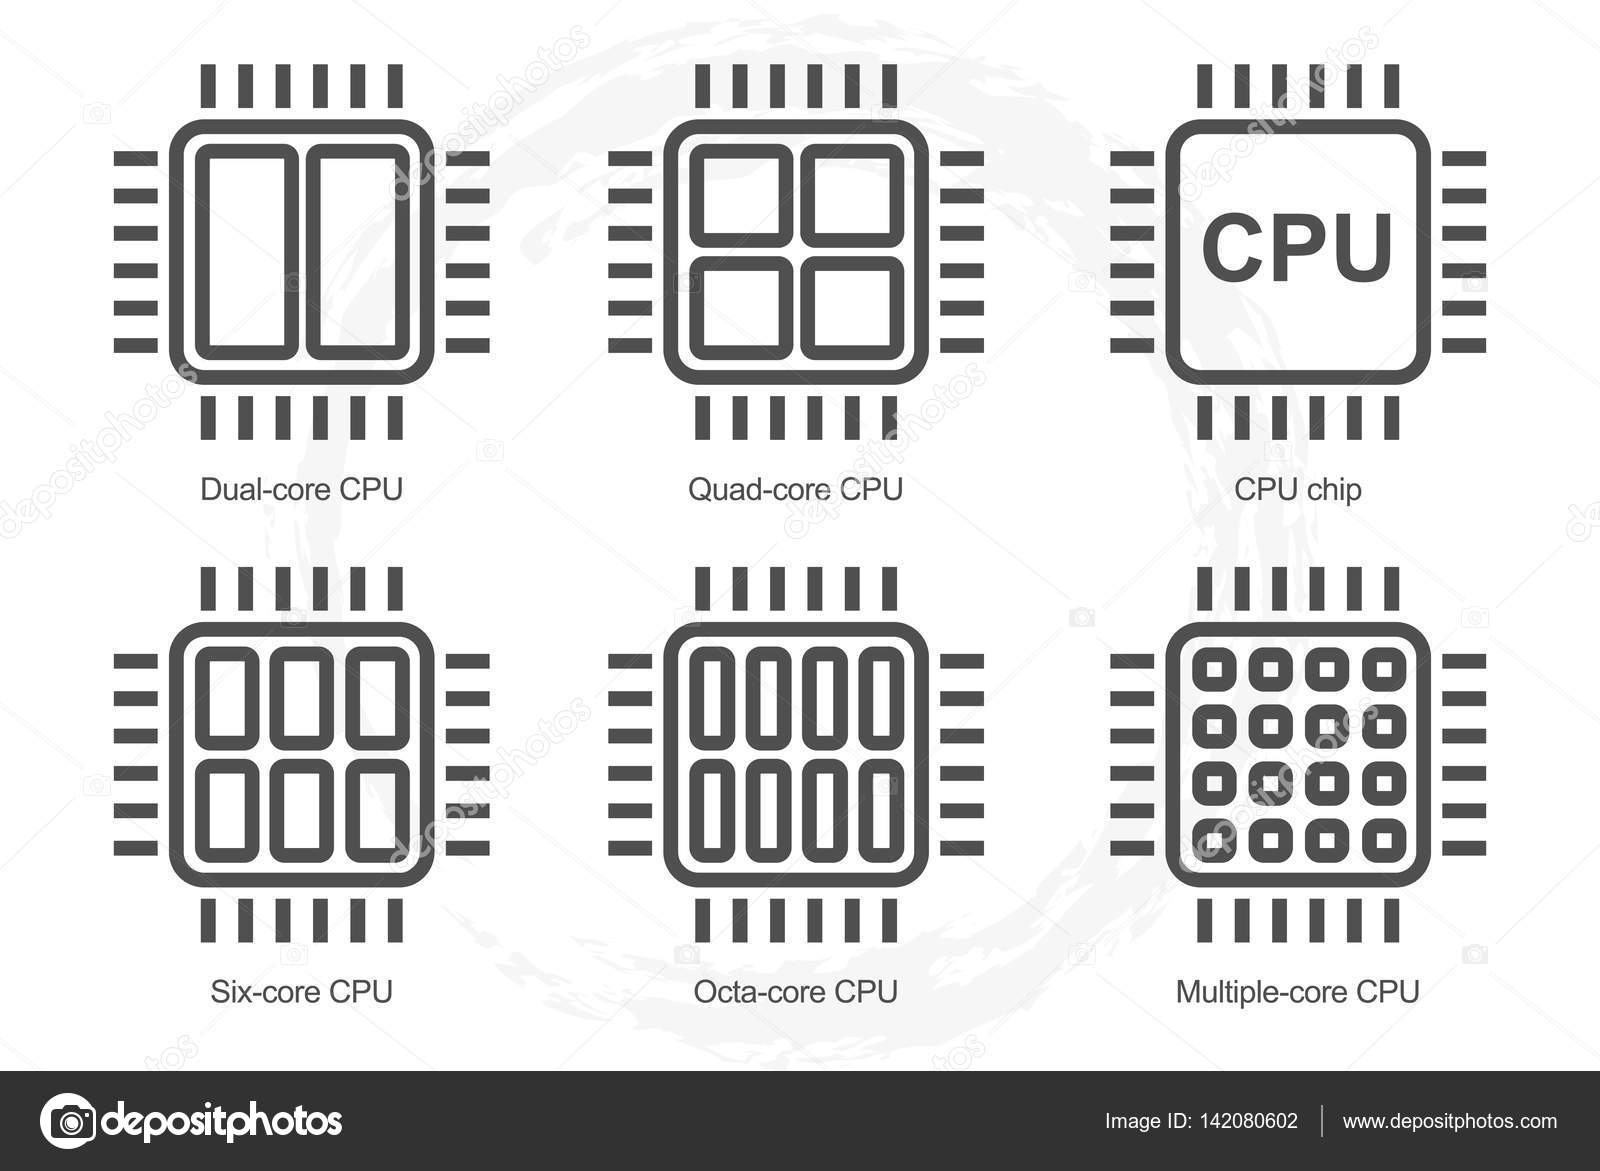 CPU
Dual-core CPU
Quad-core CPU
CPU chip
Six-core CPU
Octa-core CPU
Multiple-core CPU
depositphotos
Image ID: 142080602
www.depositphotos.com